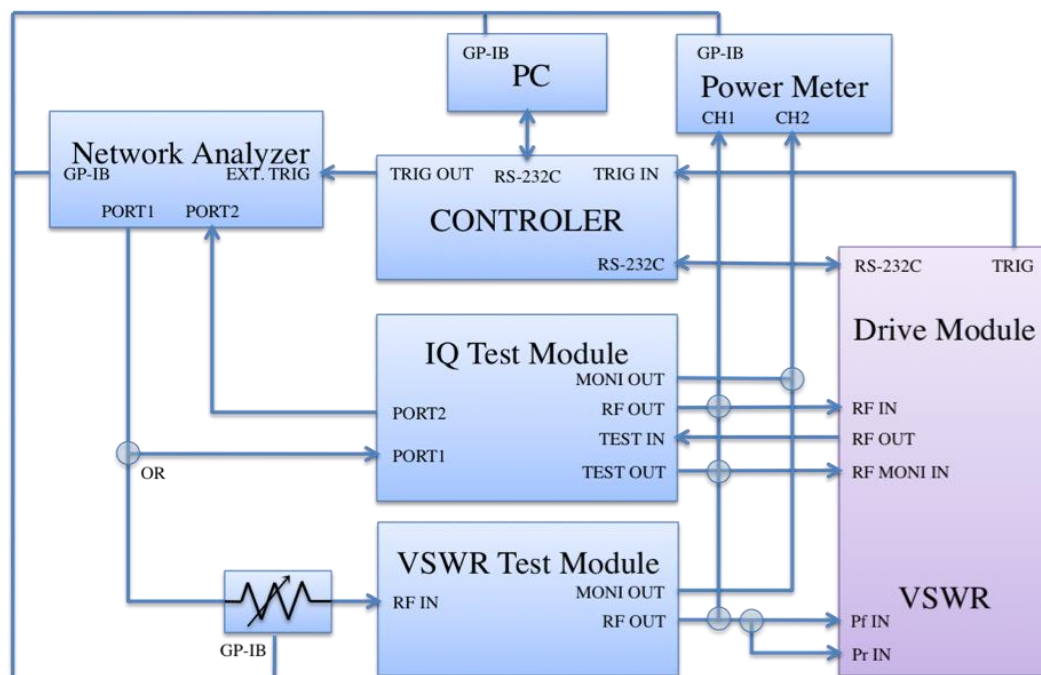 GP-IB
PC
GP-IB
Power Meter
CH1 CH2
Network Analyzer
GP-IB EXT. TRIG
PORT1 PORT2
TRIG OUT RS-232C TRIG IN
CONTROLER
RS-232C
RS-232C TRIG
Drive Module
IQ Test Module
MONI OUT
PORT2 RF OUT
TEST IN
PORT1
TEST OUT
RF IN
RF OUT
RF MONI IN
OR
VSWR Test Module
RF IN MONI OUT
RF OUT
GP-IB
VSWR
Pf IN
Pr IN